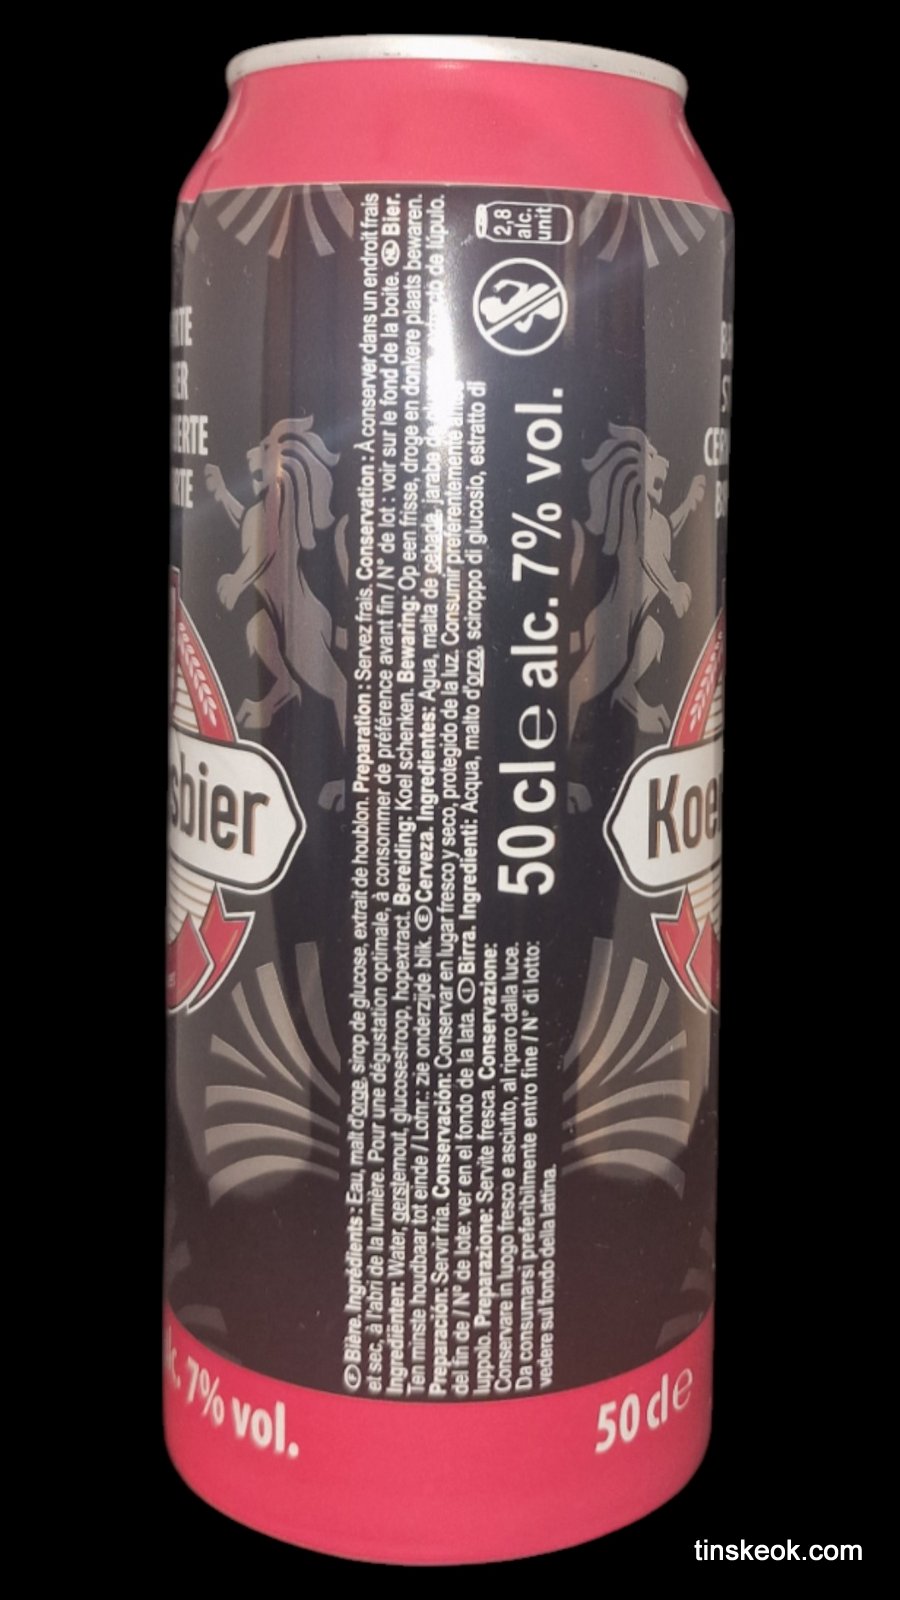 Ⓕ Bière. Ingrédients : Eau, malt d'orge, sirop de glucose, extrait de houblon. Preparation : Servez frais. Conservation : À conserver dans un endroit frais
et sec, à l'abri de la lumière. Pour une dégustation optimale, à consommer de préférence avant fin / N° de lot : voir sur le fond de la boite. NL Bier.
Ingrediënten: Water, gerstemout, glucosestroop, hopextract. Bereiding: Koel schenken. Bewaring: Op een frisse, droge en donkere plaats bewaren.
Ten minste houdbaar tot einde / Lotnr.: zie onderzijde blik. Ⓔ Cerveza. Ingredientes: Agua, malta de cebada, jarabe de extracto de lúpulo.
Preparación: Servir fría. Conservación: Conservar en lugar fresco y seco, protegido de la luz. Consumir preferentemente antes
del fin de / N° de lote: ver en el fondo de la lata. Ⓘ Birra. Ingredienti: Acqua, malto d'orzo, sciroppo di glucosio, estratto di
luppolo. Preparazione: Servite fresca. Conservazione:
Conservare in luogo fresco e asciutto, al riparo dalla luce.
Da consumarsi preferibilmente entro fine / N° di lotto:
vedere sul fondo della lattina.
50 cl e alc. 7% vol.
2,8
alc.
unit
sbier
Koe
7% vol.
50 cl e
tinskeok.com